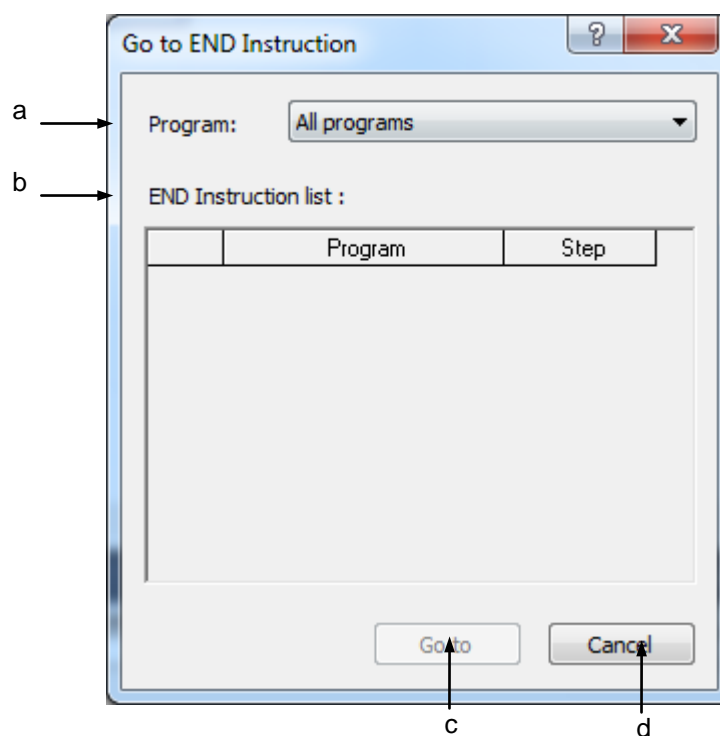 Go to END Instruction
a
Program: All programs
b
END Instruction list :
Program Step
Go to Cancel
c d